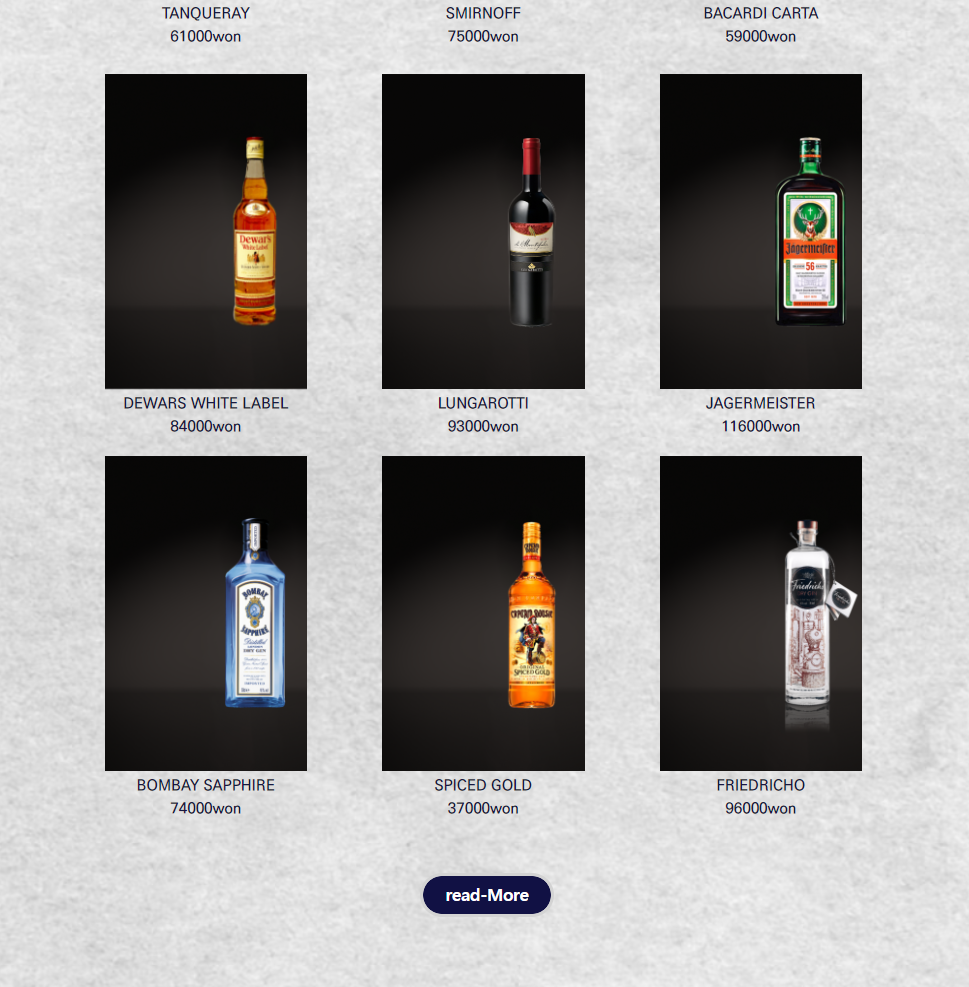 TANQUERAY
SMIRNOFF
BACARDI CARTA
61000won
75000won
59000won
Dewar's
White Label
Jägermeister
56
DEWARS WHITE LABEL
LUNGAROTTI
JAGERMEISTER
84000won
93000won
116000won
BOMBAY
SAPPHIRE
Distilled
DRY GIN
CAPTAIN MORGAN
ORIGINAL
SPICED GOLD
Friedrichs
BOMBAY SAPPHIRE
SPICED GOLD
FRIEDRICHO
74000won
37000won
96000won
read-More